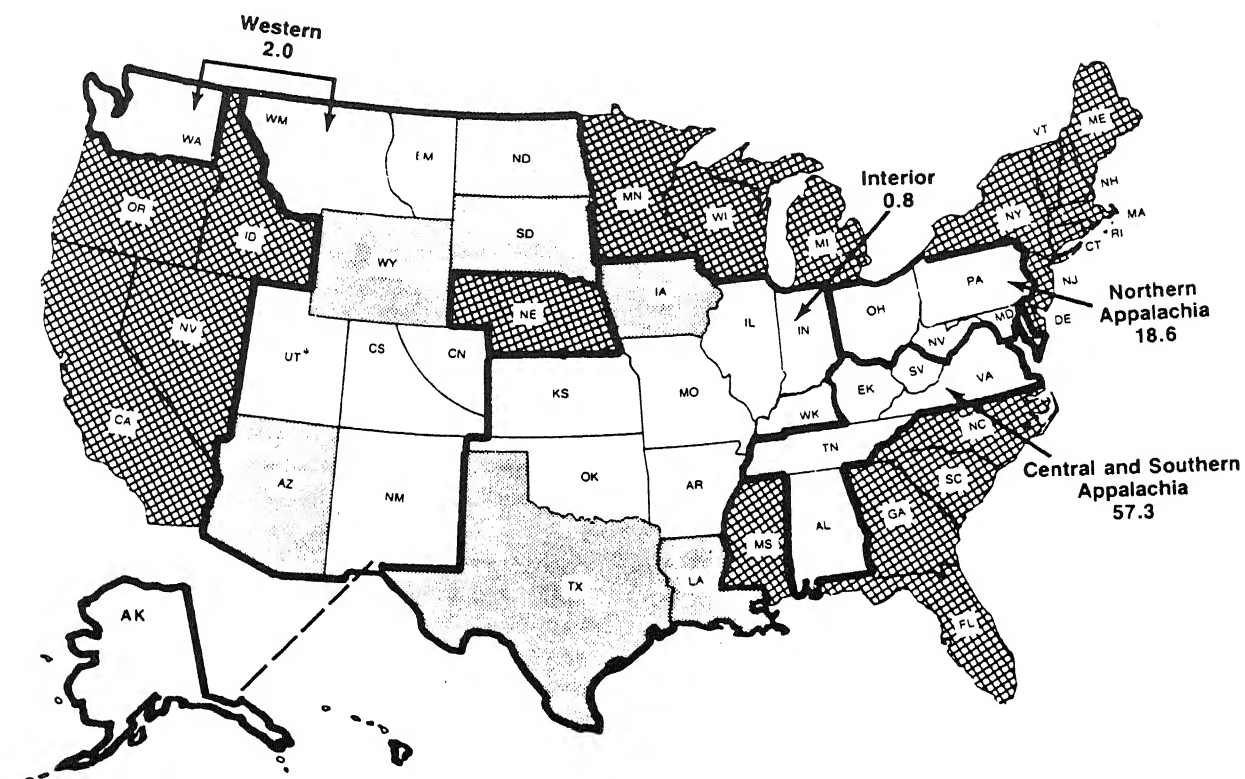 Western
2.0
WA
WM
EM
ND
MN
WI
MI
Interior
0.8
VT
ME
NH
NY
MA
RI
CT
OR
ID
SD
WY
IA
NE
PA
NJ
Northern
Appalachia
18.6
OH
IL
IN
MD
DE
NV
NV
UT
CS
CN
KS
MO
WK
EK
SV
VA
CA
TN
NC
Central and Southern
Appalachia
57.3
AZ
NM
OK
AR
SC
GA
AL
MS
TX
LA
FL
AK